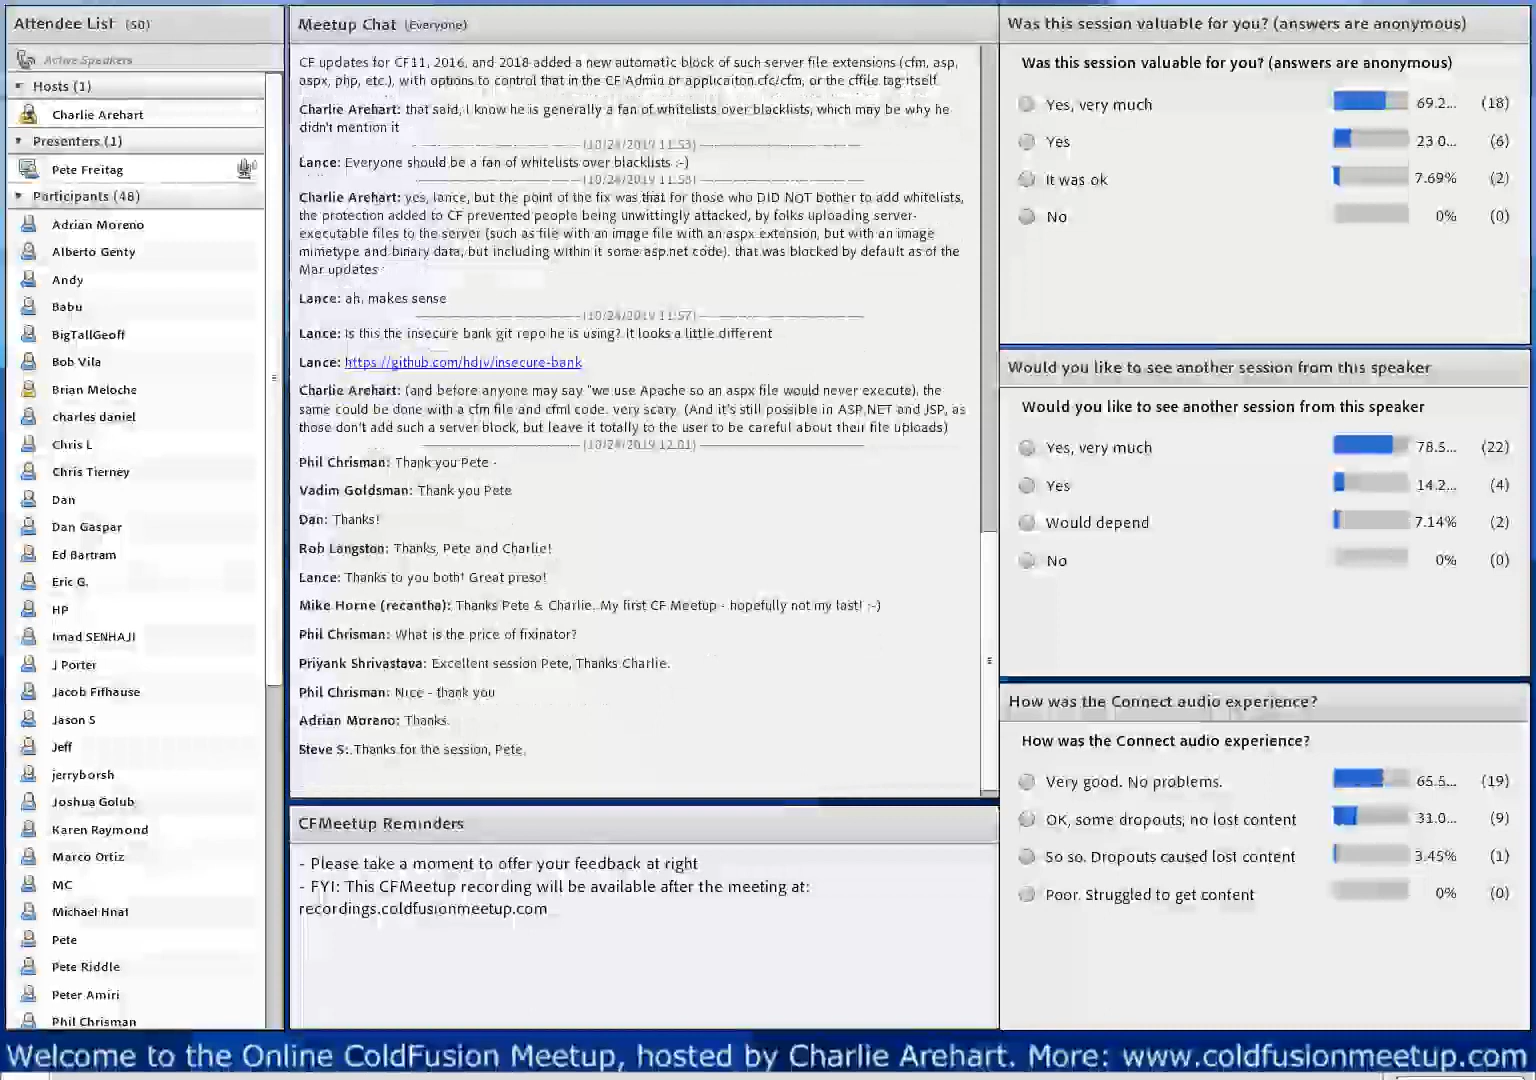 Attendee List (50)
Active Speakers
Hosts (1)
Charlie Arehart
Presenters (1)
Pete Freitag
Participants (48)
Adrian Moreno
Alberto Genty
Andy
Babu
BigTallGeoff
Bob Vila
Brian Meloche
charles daniel
Chris L
Chris Tierney
Dan
Dan Gaspar
Ed Bartram
Eric G.
HP
Imad SENHAJI
J Porter
Jacob Fifhause
Jason S
Jeff
jerryborsh
Joshua Golub
Karen Raymond
Marco Ortiz
MC
Michael Hnat
Pete
Pete Riddle
Peter Amiri
Phil Chrisman
Meetup Chat (Everyone)
CF updates for CF11, 2016, and 2018 added a new automatic block of such server file extensions (cfm, asp,
aspx, php, etc.), with options to control that in the CF Admin or applicaiton.cfc/cfm, or the cffile tag itself.
Charlie Arehart: that said, I know he is generally a fan of whitelists over blacklists, which may be why he
didn't mention it
(10/24/2019 11:53)
Lance: Everyone should be a fan of whitelists over blacklists :-)
(10/24/2019 11:55)
Charlie Arehart: yes, lance, but the point of the fix was that for those who DID NOT bother to add whitelists,
the protection added to CF prevented people being unwittingly attacked, by folks uploading server-
executable files to the server (such as file with an image file with an aspx extension, but with an image
mimetype and binary data, but including within it some asp.net code). that was blocked by default as of the
Mar updates
Lance: ah, makes sense
(10/24/2019 11:57)
Lance: Is this the insecure bank git repo he is using? It looks a little different
Lance: https://github.com/hdiv/insecure-bank
Charlie Arehart: (and before anyone may say "we use Apache so an aspx file would never execute). the
same could be done with a cfm file and cfml code. very scary. (And it's still possible in ASP.NET and JSP, as
those don't add such a server block, but leave it totally to the user to be careful about their file uploads)
(10/24/2019 12:01)
Phil Chrisman: Thank you Pete -
Vadim Goldsman: Thank you Pete
Dan: Thanks!
Rob Langston: Thanks, Pete and Charlie!
Lance: Thanks to you both! Great preso!
Mike Horne (recantha): Thanks Pete & Charlie. My first CF Meetup - hopefully not my last! :-)
Phil Chrisman: What is the price of fixinator?
Priyank Shrivastava: Excellent session Pete, Thanks Charlie.
Phil Chrisman: Nice - thank you
Adrian Moreno: Thanks.
Steve S: Thanks for the session, Pete.
CFMeetup Reminders
- Please take a moment to offer your feedback at right
- FYI: This CFMeetup recording will be available after the meeting at:
recordings.coldfusionmeetup.com
Was this session valuable for you? (answers are anonymous)
Was this session valuable for you? (answers are anonymous)
Yes, very much 69.2... (18)
Yes 23.0... (6)
It was ok 7.69% (2)
No 0% (0)
Would you like to see another session from this speaker
Would you like to see another session from this speaker
Yes, very much 78.5... (22)
Yes 14.2... (4)
Would depend 7.14% (2)
No 0% (0)
How was the Connect audio experience?
How was the Connect audio experience?
Very good. No problems. 65.5... (19)
OK, some dropouts, no lost content 31.0... (9)
So so. Dropouts caused lost content 3.45% (1)
Poor. Struggled to get content 0% (0)
Welcome to the Online ColdFusion Meetup, hosted by Charlie Arehart. More: www.coldfusionmeetup.com